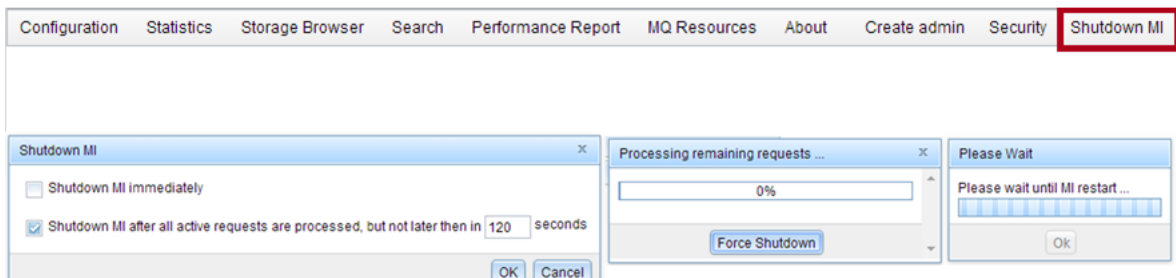 Configuration Statistics Storage Browser Search Performance Report MQ Resources About Create admin Security Shutdown MI
Shutdown MI x
Shutdown MI immediately
Shutdown MI after all active requests are processed, but not later then in 120 seconds
OK Cancel
Processing remaining requests ... x
0%
Force Shutdown
Please Wait
Please wait until MI restart ...
Ok